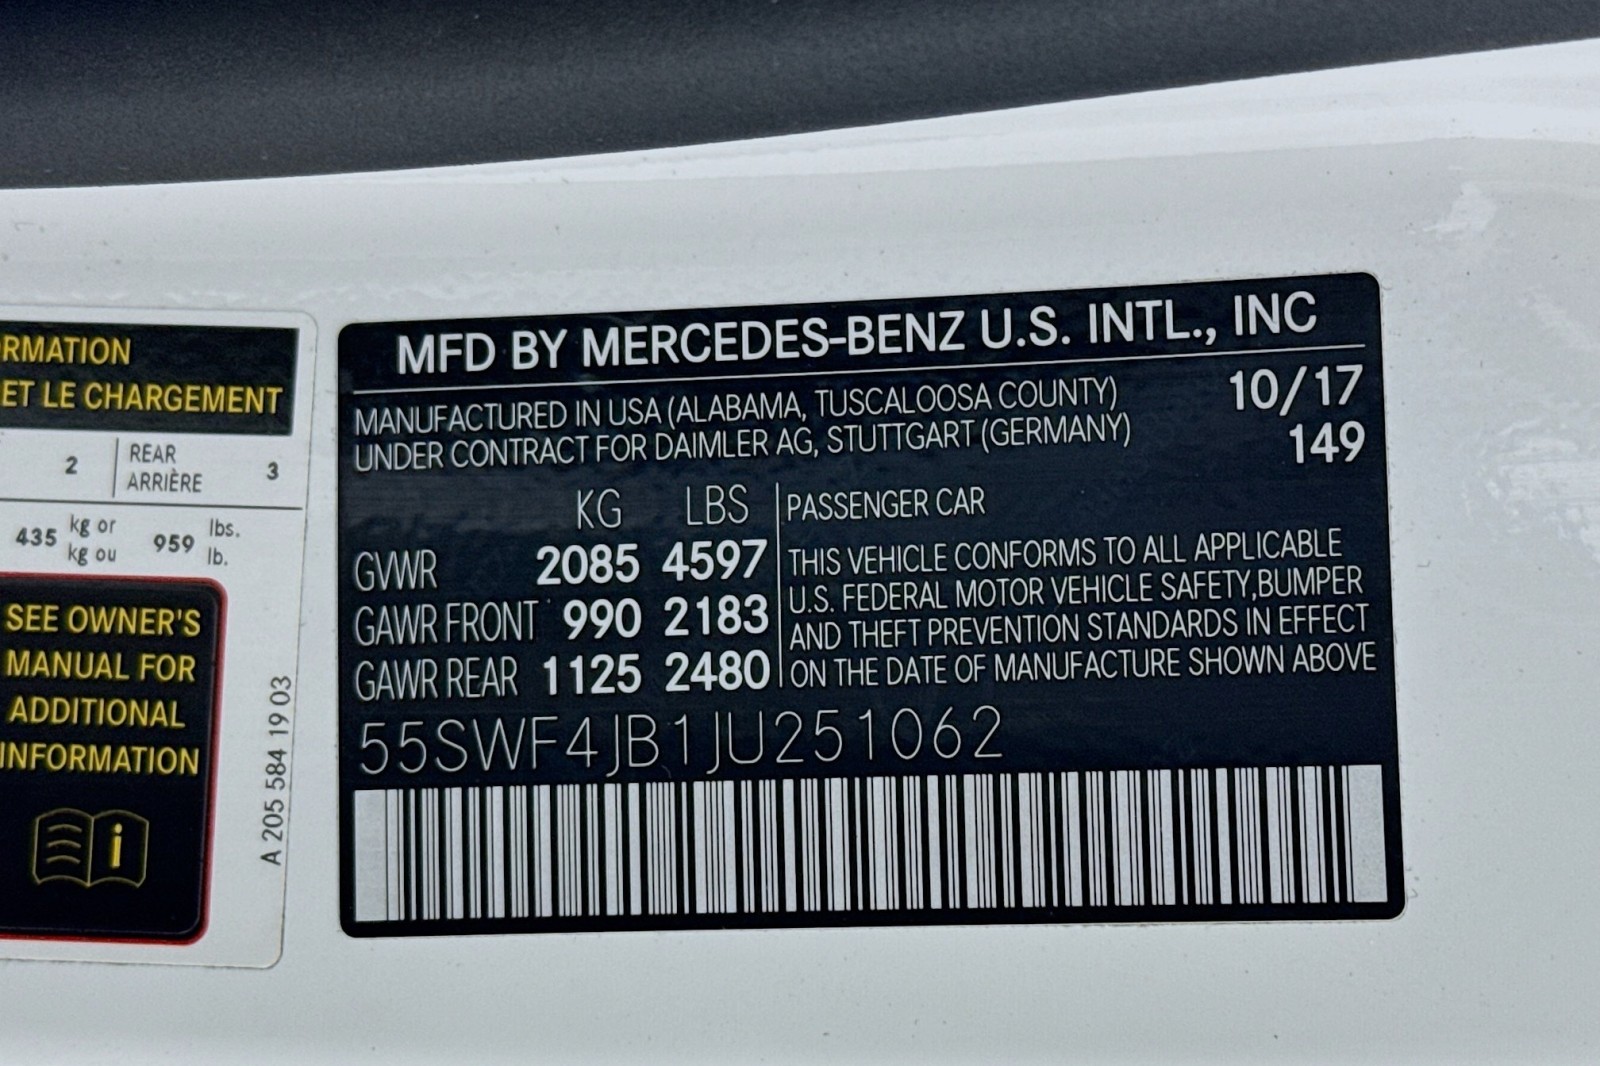 RMATION
ET LE CHARGEMENT
2 REAR 3
ARRIÈRE
435 kg or 959 lbs.
kg ou lb.
SEE OWNER'S
MANUAL FOR
ADDITIONAL
INFORMATION
i
A 205 584 19 03
MFD BY MERCEDES-BENZ U.S. INTL., INC
MANUFACTURED IN USA (ALABAMA, TUSCALOOSA COUNTY) 10/17
UNDER CONTRACT FOR DAIMLER AG, STUTTGART (GERMANY) 149
KG LBS
GVWR 2085 4597
GAWR FRONT 990 2183
GAWR REAR 1125 2480
PASSENGER CAR
THIS VEHICLE CONFORMS TO ALL APPLICABLE
U.S. FEDERAL MOTOR VEHICLE SAFETY,BUMPER
AND THEFT PREVENTION STANDARDS IN EFFECT
ON THE DATE OF MANUFACTURE SHOWN ABOVE
55SWF4JB1JU251062